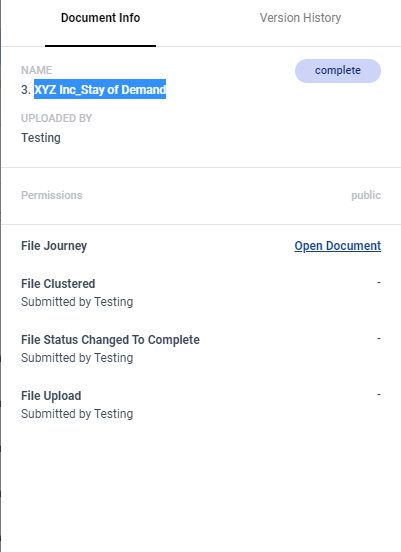 Document Info
Version History
NAME
complete
3. XYZ Inc_Stay of Demand
UPLOADED BY
Testing
Permissions
public
File Journey
Open Document
File Clustered
-
Submitted by Testing
File Status Changed To Complete
-
Submitted by Testing
File Upload
-
Submitted by Testing